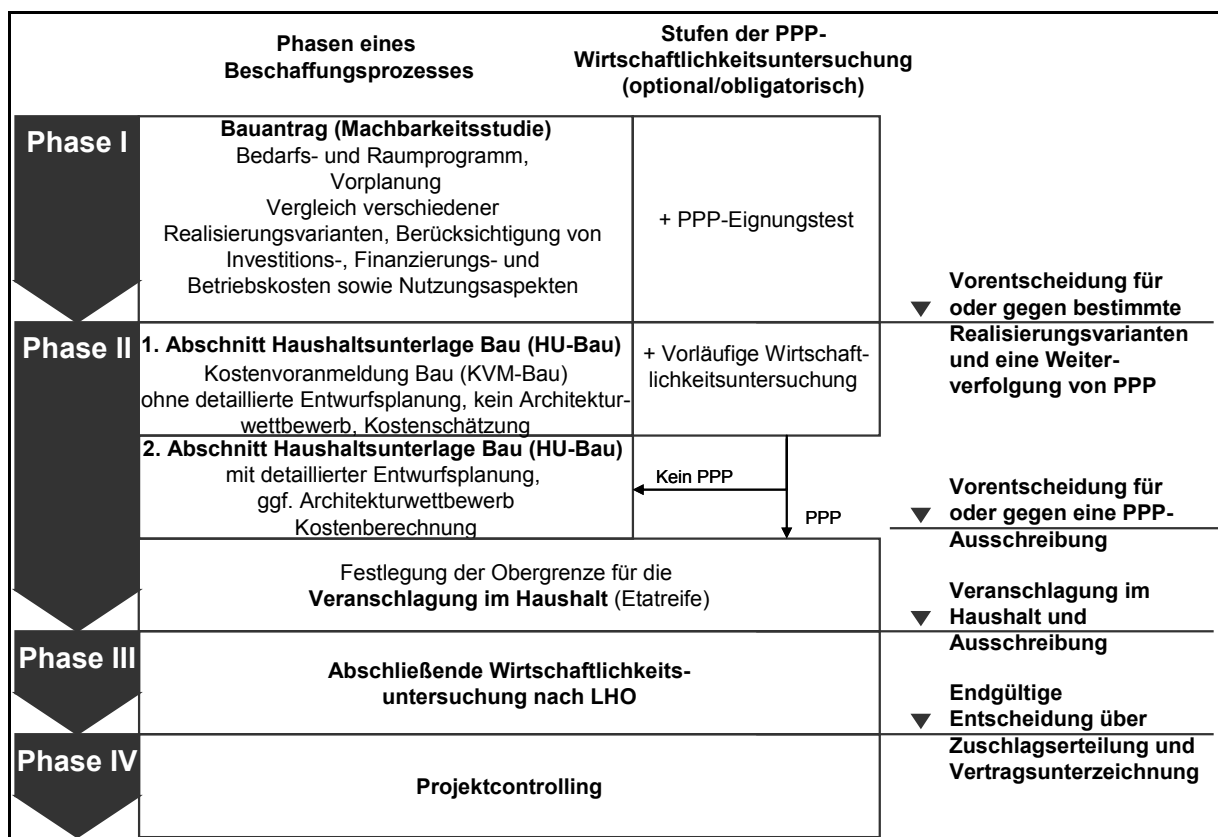 Phasen eines
Beschaffungsprozesses
Stufen der PPP-
Wirtschaftlichkeitsuntersuchung
(optional/obligatorisch)
Phase I
Bauantrag (Machbarkeitsstudie)
Bedarfs- und Raumprogramm,
Vorplanung
Vergleich verschiedener
Realisierungsvarianten, Berücksichtigung von
Investitions-, Finanzierungs- und
Betriebskosten sowie Nutzungsaspekten
+ PPP-Eignungstest
Vorentscheidung für
oder gegen bestimmte
Realisierungsvarianten
und eine Weiter-
verfolgung von PPP
Phase II
1. Abschnitt Haushaltsunterlage Bau (HU-Bau)
Kostenvoranmeldung Bau (KVM-Bau)
ohne detaillierte Entwurfsplanung, kein Architektur-
wettbewerb, Kostenschätzung
+ Vorläufige Wirtschaft-
lichkeitsuntersuchung
2. Abschnitt Haushaltsunterlage Bau (HU-Bau)
mit detaillierter Entwurfsplanung,
ggf. Architekturwettbewerb
Kostenberechnung
Kein PPP
PPP
Vorentscheidung für
oder gegen eine PPP-
Ausschreibung
Festlegung der Obergrenze für die
Veranschlagung im Haushalt (Etatreife)
Veranschlagung im
Haushalt und
Ausschreibung
Phase III
Abschließende Wirtschaftlichkeits-
untersuchung nach LHO
Endgültige
Entscheidung über
Zuschlagserteilung und
Vertragsunterzeichnung
Phase IV
Projektcontrolling